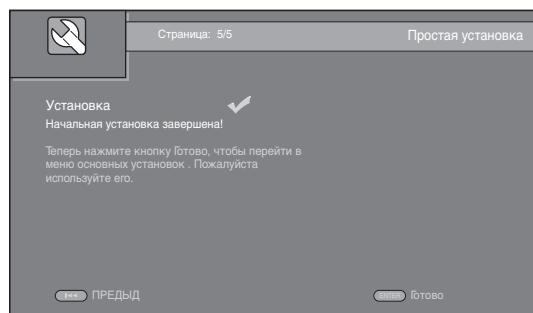 Страница: 5/5
Простая установка
Установка
Начальная установка завершена!
Теперь нажмите кнопку Готово, чтобы перейти в
меню основных установок . Пожалуйста
используйте его.
ПРЕДЫД
ENTER Готово